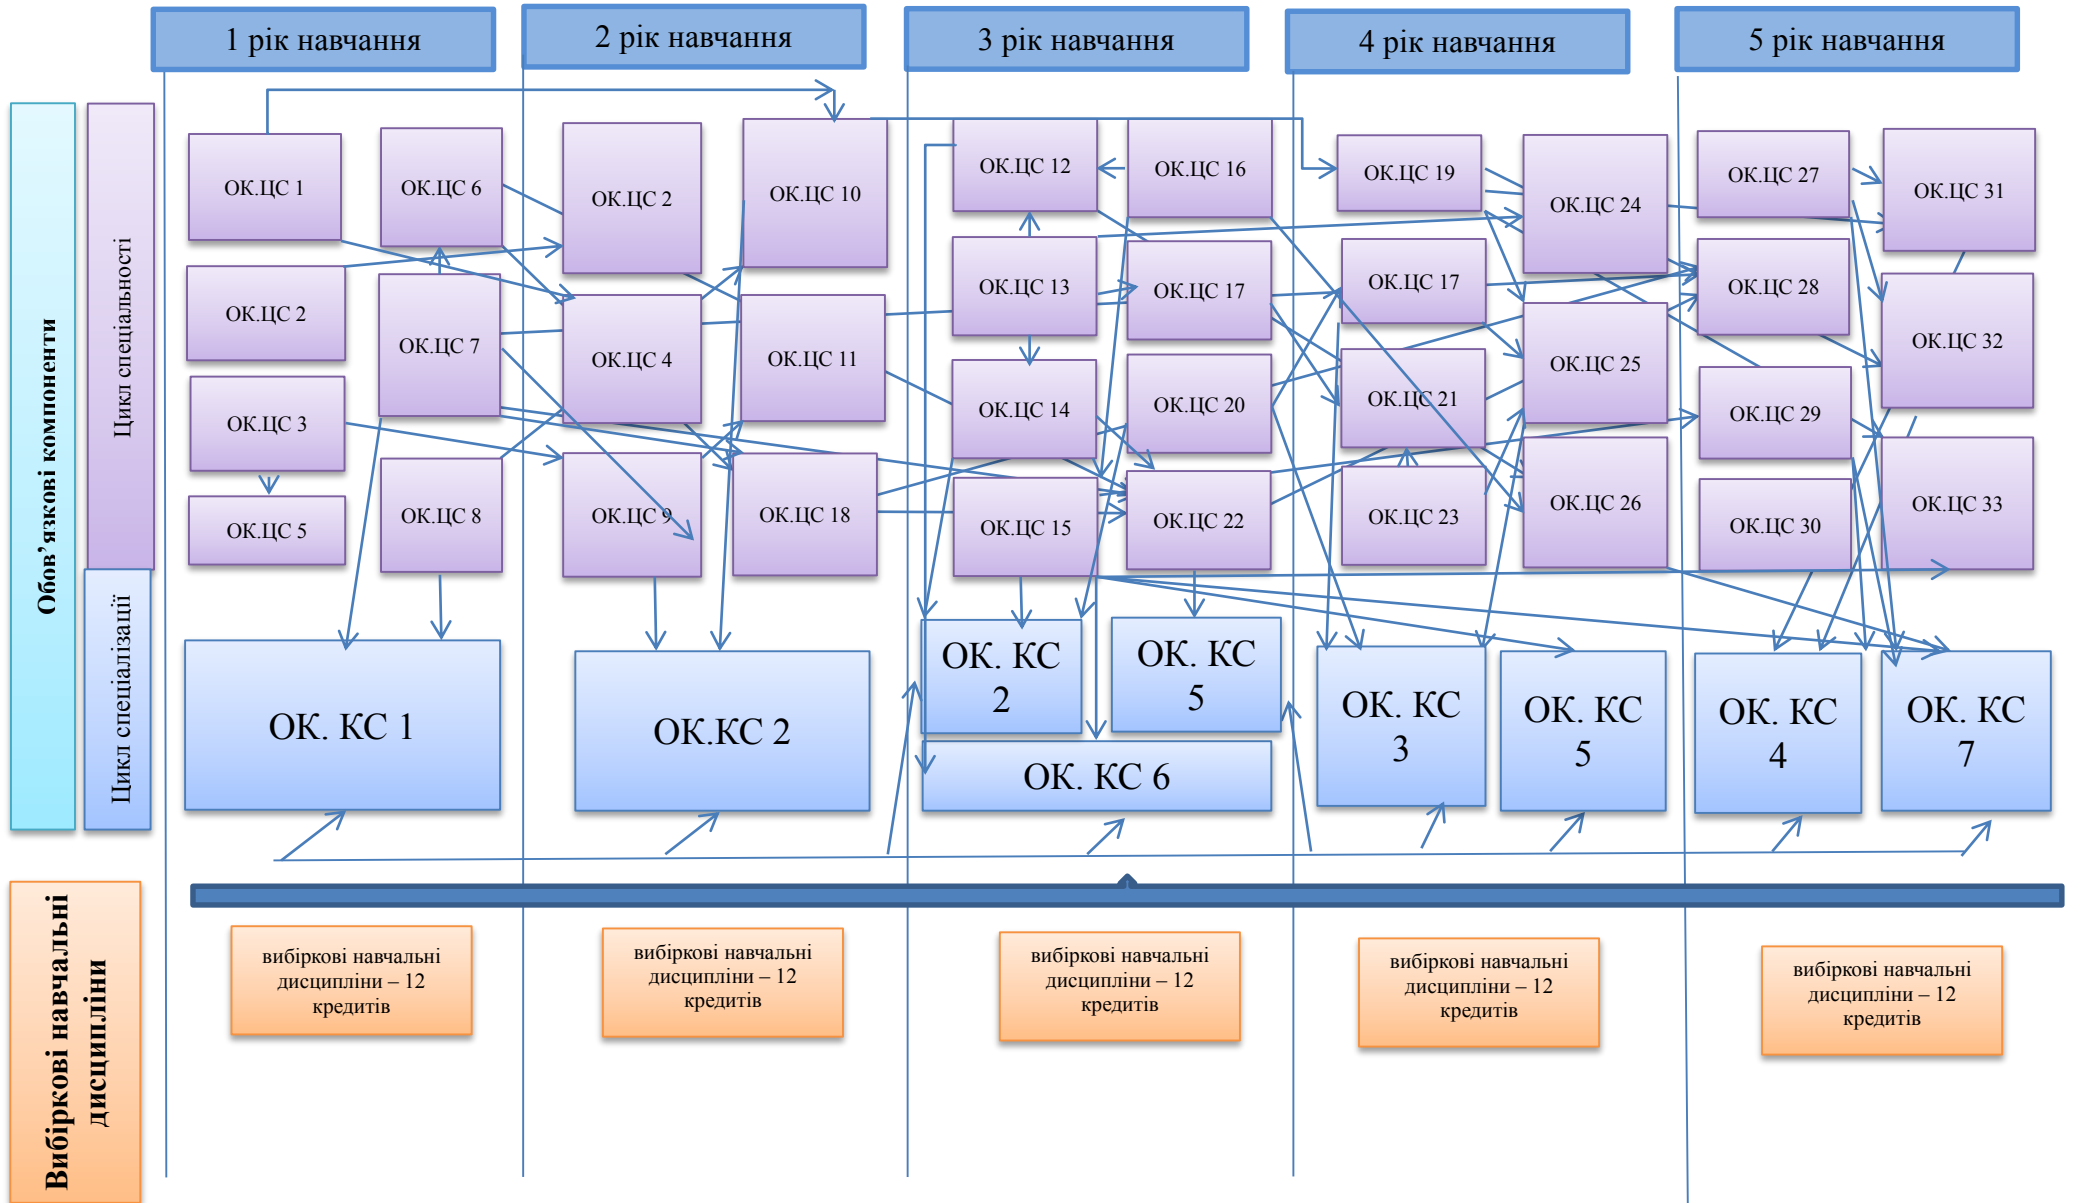 1 рік навчання
2 рік навчання
3 рік навчання
4 рік навчання
5 рік навчання
Обов’язкові компоненти
Цикл спеціальності
Цикл спеціалізації
ОК.ЦС 1
ОК.ЦС 2
ОК.ЦС 3
ОК.ЦС 5
ОК.ЦС 6
ОК.ЦС 7
ОК.ЦС 8
ОК.ЦС 2
ОК.ЦС 4
ОК.ЦС 9
ОК.ЦС 10
ОК.ЦС 11
ОК.ЦС 18
ОК.ЦС 12
ОК.ЦС 13
ОК.ЦС 14
ОК.ЦС 15
ОК.ЦС 16
ОК.ЦС 17
ОК.ЦС 20
ОК.ЦС 22
ОК.ЦС 19
ОК.ЦС 17
ОК.ЦС 21
ОК.ЦС 23
ОК.ЦС 24
ОК.ЦС 25
ОК.ЦС 26
ОК.ЦС 27
ОК.ЦС 28
ОК.ЦС 29
ОК.ЦС 30
ОК.ЦС 31
ОК.ЦС 32
ОК.ЦС 33
ОК. КС 1
ОК.КС 2
ОК. КС
2
ОК. КС
5
ОК. КС 6
ОК. КС
3
ОК. КС
5
ОК. КС
4
ОК. КС
7
Вибіркові навчальні
дисципліни
вибіркові навчальні
дисципліни – 12
кредитів
вибіркові навчальні
дисципліни – 12
кредитів
вибіркові навчальні
дисципліни – 12
кредитів
вибіркові навчальні
дисципліни – 12
кредитів
вибіркові навчальні
дисципліни – 12
кредитів